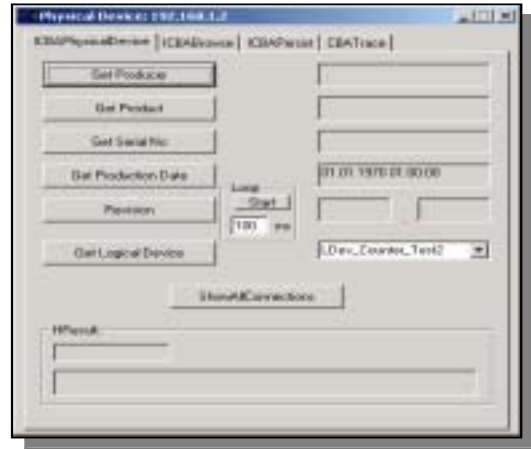 Physical Device: 192.168.1.2
ICBAPhysicalDevice ICBABrowse ICBAPersist CBATrace
Get Producer
Get Product
Get Serial No
Get Production Date 01.01.1970 01:00:00
Loop
Start
Revision
100 ms
Get Logical Device LDev_Counter_Test2
ShowAllConnections
HResult